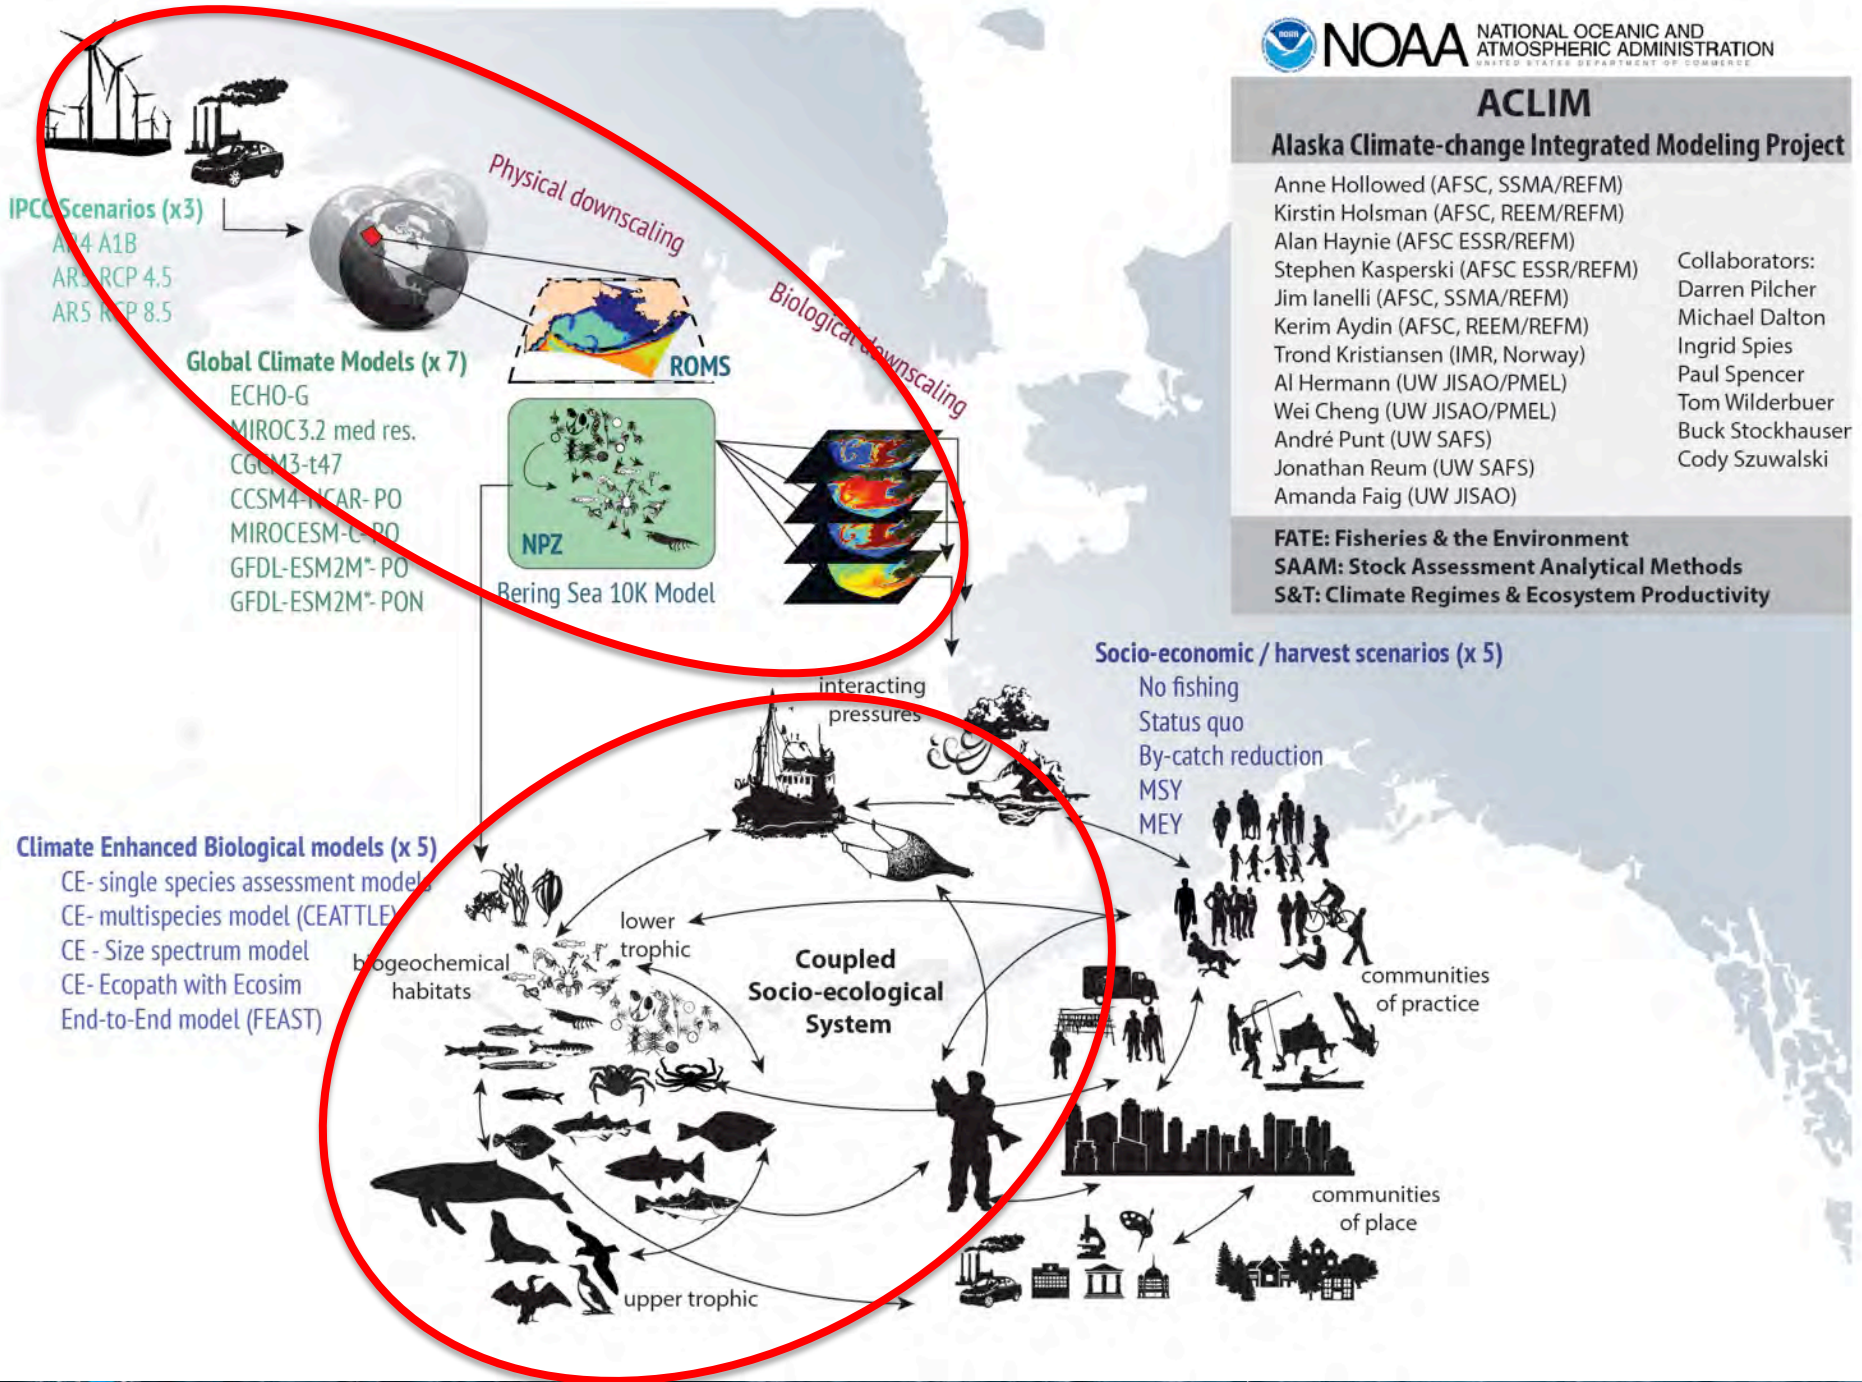 NOAA
NATIONAL OCEANIC AND
ATMOSPHERIC ADMINISTRATION
UNITED STATES DEPARTMENT OF COMMERCE
ACLIM
Alaska Climate-change Integrated Modeling Project
Anne Hollowed (AFSC, SSMA/REFM)
Kirstin Holsman (AFSC, REEM/REFM)
Alan Haynie (AFSC ESSR/REFM)
Stephen Kasperski (AFSC ESSR/REFM)
Jim Ianelli (AFSC, SSMA/REFM)
Kerim Aydin (AFSC, REEM/REFM)
Trond Kristiansen (IMR, Norway)
Al Hermann (UW JISAO/PMEL)
Wei Cheng (UW JISAO/PMEL)
André Punt (UW SAFS)
Jonathan Reum (UW SAFS)
Amanda Faig (UW JISAO)
Collaborators:
Darren Pilcher
Michael Dalton
Ingrid Spies
Paul Spencer
Tom Wilderbuer
Buck Stockhauser
Cody Szuwalski
FATE: Fisheries & the Environment
SAAM: Stock Assessment Analytical Methods
S&T: Climate Regimes & Ecosystem Productivity
IPCC Scenarios (x3)
AR4 A1B
AR5 RCP 4.5
AR5 RCP 8.5
Physical downscaling
Biological downscaling
ROMS
Global Climate Models (x 7)
ECHO-G
MIROC3.2 med res.
CGCM3-t47
CCSM4-NCAR- PO
MIROCESM-C- PO
GFDL-ESM2M*- PO
GFDL-ESM2M*- PON
NPZ
Bering Sea 10K Model
interacting
pressures
Socio-economic / harvest scenarios (x 5)
No fishing
Status quo
By-catch reduction
MSY
MEY
Climate Enhanced Biological models (x 5)
CE- single species assessment models
CE- multispecies model (CEATTLE)
CE - Size spectrum model
CE- Ecopath with Ecosim
End-to-End model (FEAST)
lower
trophic
biogeochemical
habitats
Coupled
Socio-ecological
System
communities
of practice
communities
of place
upper trophic